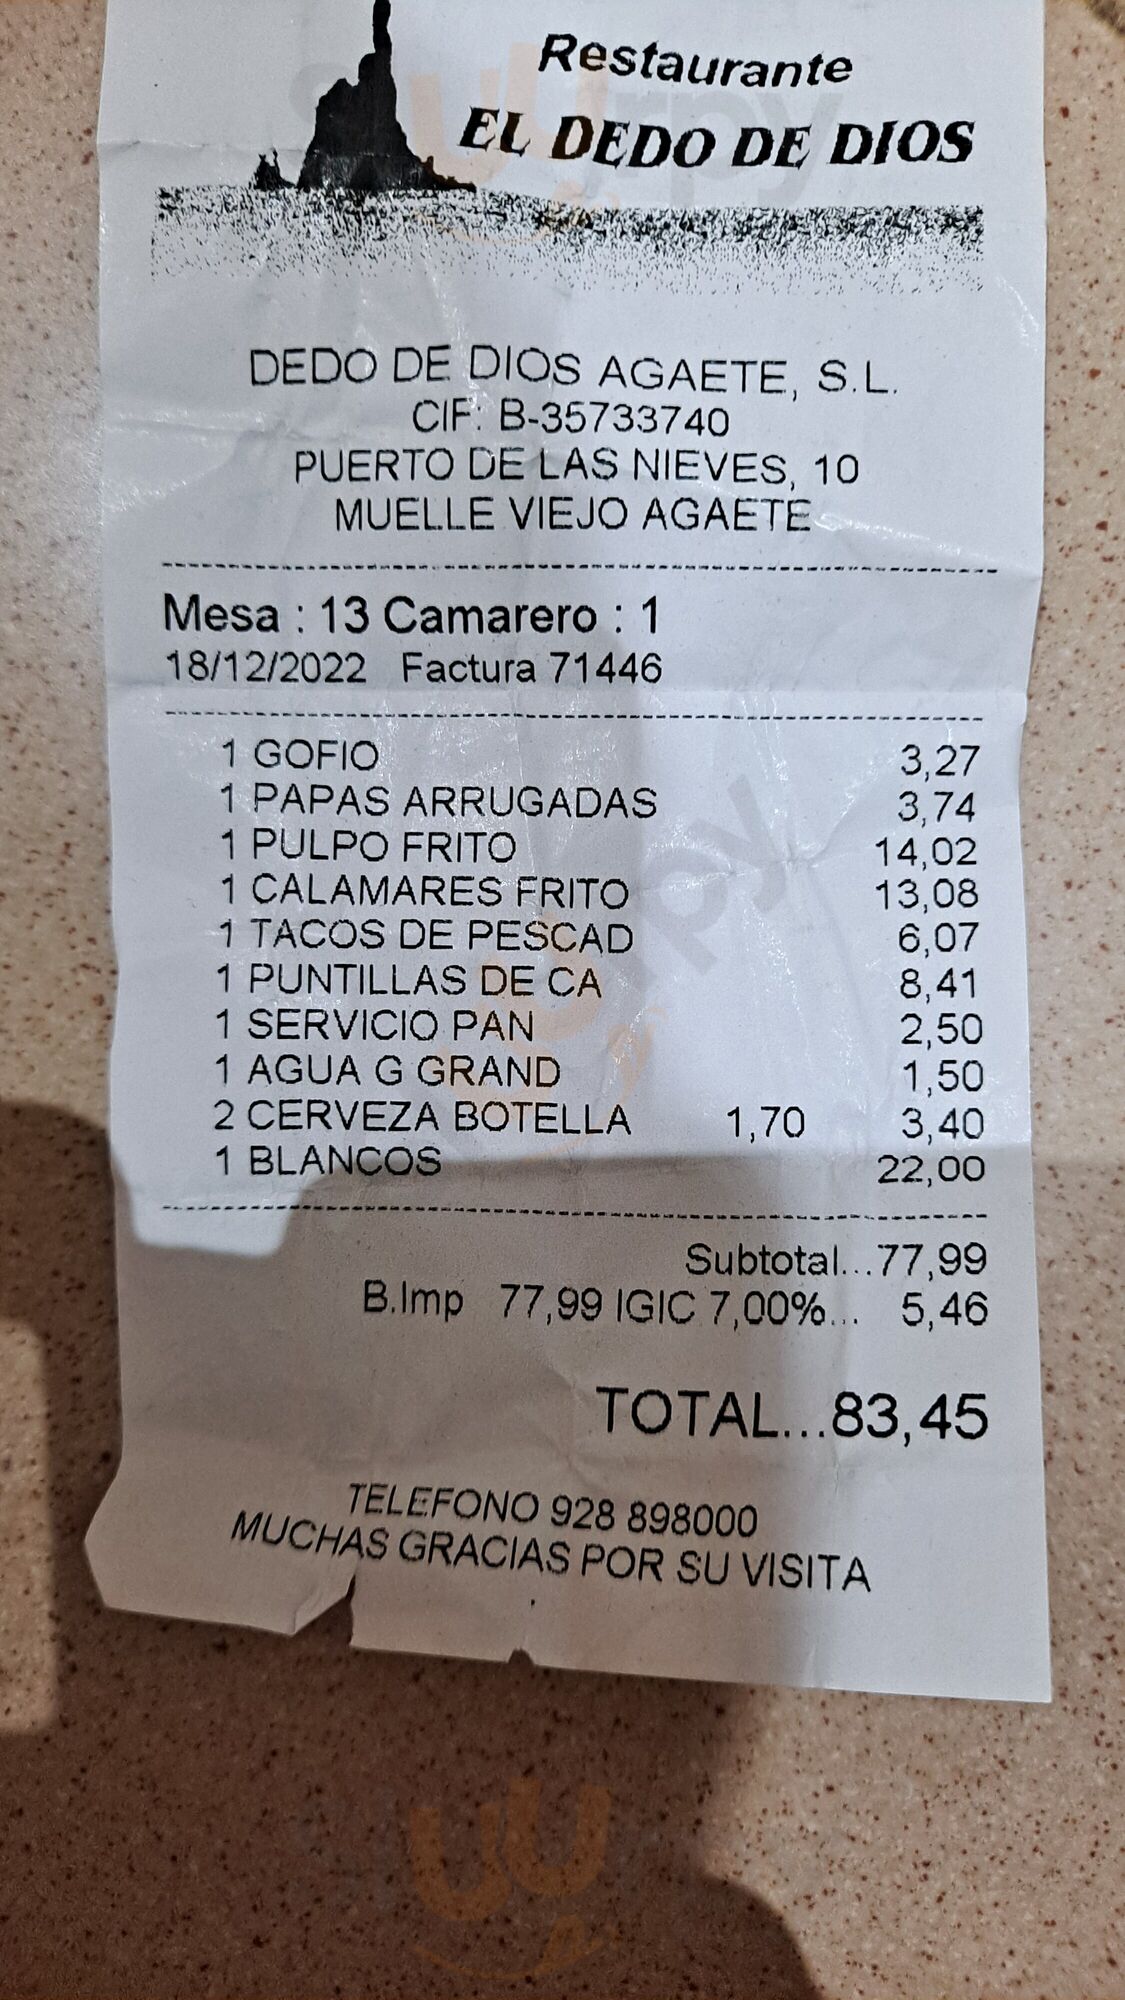 Restaurante
EL DEDO DE DIOS
DEDO DE DIOS AGAETE, S.L.
CIF: B-35733740
PUERTO DE LAS NIEVES, 10
MUELLE VIEJO AGAETE
Mesa : 13 Camarero : 1
18/12/2022 Factura 71446
1 GOFIO 3,27
1 PAPAS ARRUGADAS 3,74
1 PULPO FRITO 14,02
1 CALAMARES FRITO 13,08
1 TACOS DE PESCAD 6,07
1 PUNTILLAS DE CA 8,41
1 SERVICIO PAN 2,50
1 AGUA G GRAND 1,50
2 CERVEZA BOTELLA 1,70 3,40
1 BLANCOS 22,00
Subtotal...77,99
B.Imp 77,99 IGIC 7,00%... 5,46
TOTAL...83,45
TELEFONO 928 898000
MUCHAS GRACIAS POR SU VISITA